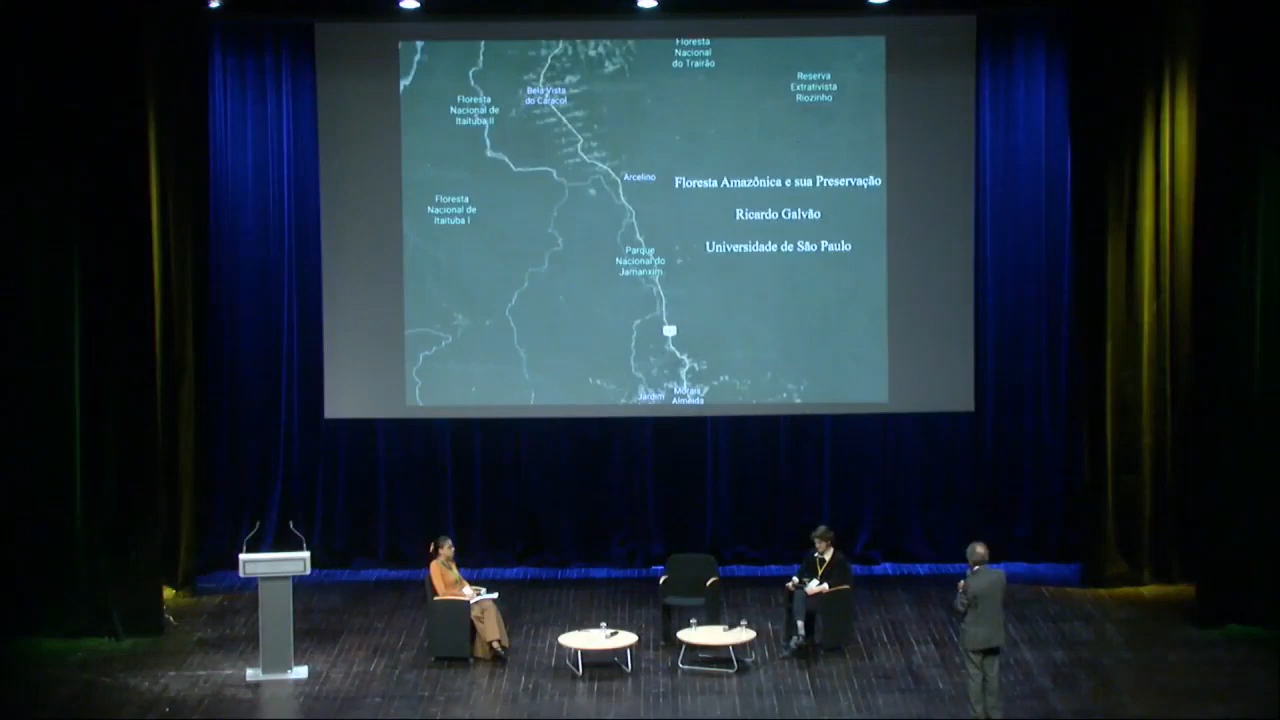 Floresta
Nacional
do Trairão
Reserva
Extrativista
Riozinho
Bela Vista
do Caracol
Floresta
Nacional de
Itaituba II
Arcelino
Floresta Amazônica e sua Preservação
Floresta
Nacional de
Itaituba I
Ricardo Galvão
Universidade de São Paulo
Parque
Nacional do
Jamanxim
Jardim
Morais
Almeida